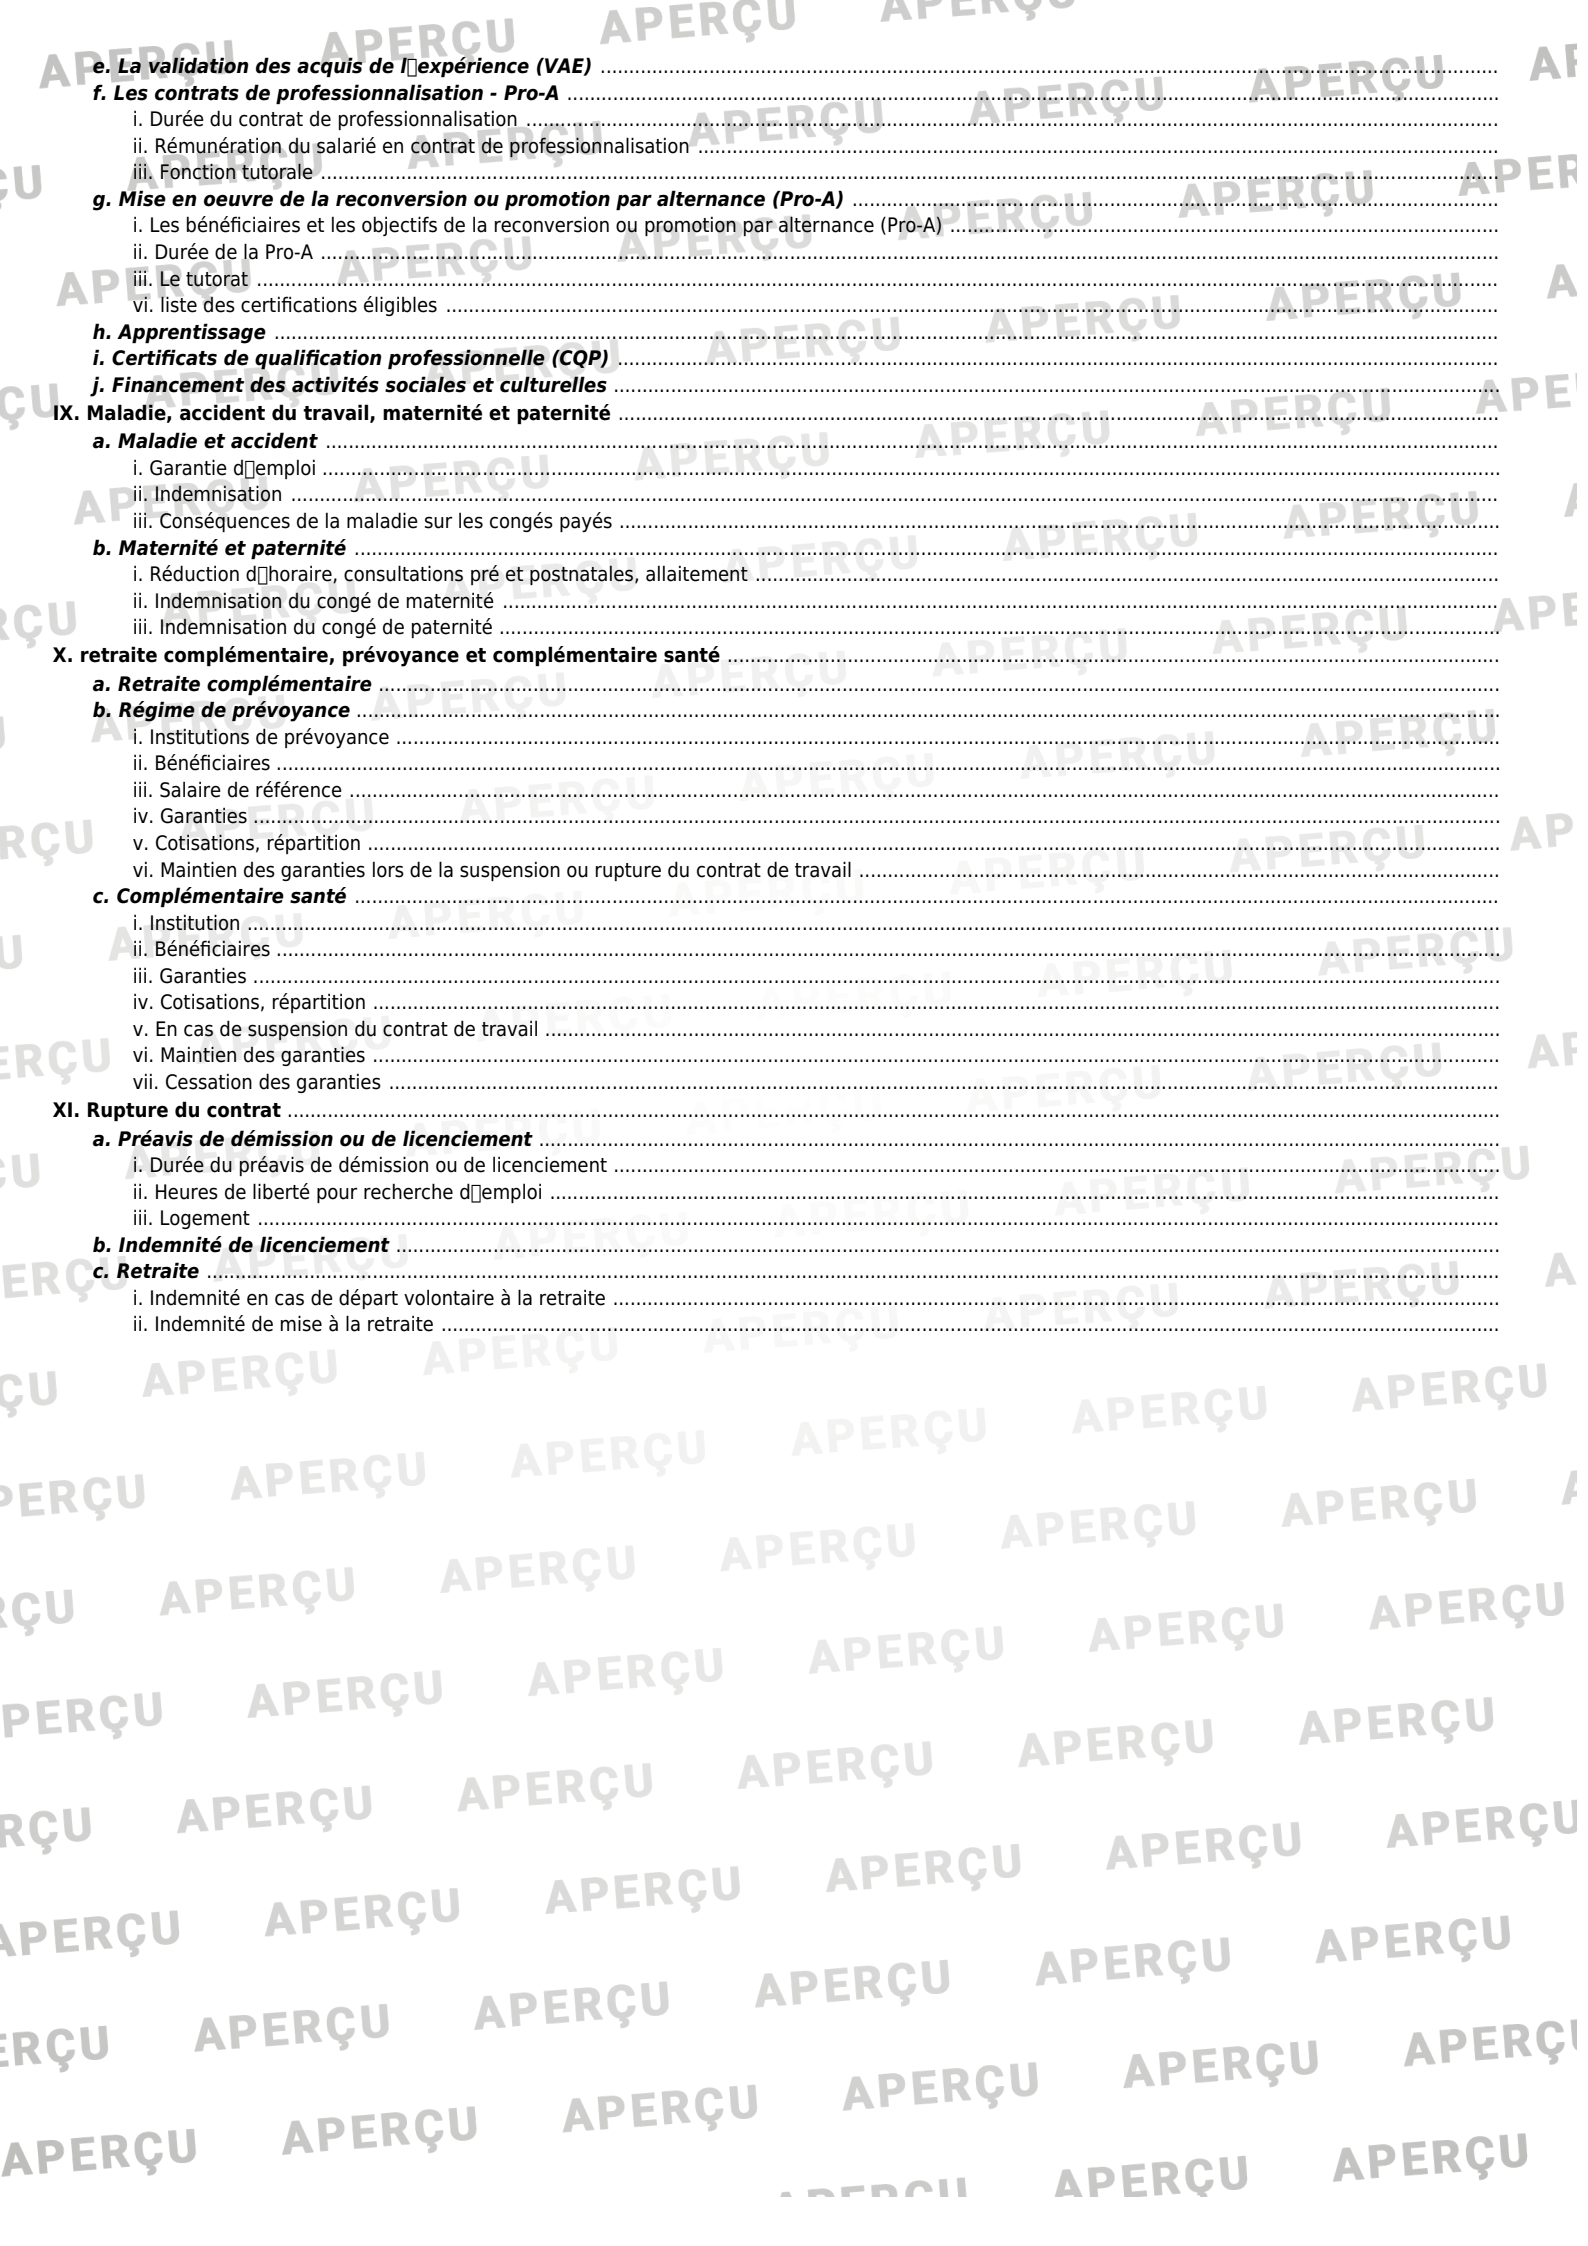 e. La validation des acquis de l▯expérience (VAE)
f. Les contrats de professionnalisation - Pro-A
i. Durée du contrat de professionnalisation
ii. Rémunération du salarié en contrat de professionnalisation
iii. Fonction tutorale
g. Mise en oeuvre de la reconversion ou promotion par alternance (Pro-A)
i. Les bénéficiaires et les objectifs de la reconversion ou promotion par alternance (Pro-A)
ii. Durée de la Pro-A
iii. Le tutorat
vi. liste des certifications éligibles
h. Apprentissage
i. Certificats de qualification professionnelle (CQP)
j. Financement des activités sociales et culturelles
IX. Maladie, accident du travail, maternité et paternité
a. Maladie et accident
i. Garantie d▯emploi
ii. Indemnisation
iii. Conséquences de la maladie sur les congés payés
b. Maternité et paternité
i. Réduction d▯horaire, consultations pré et postnatales, allaitement
ii. Indemnisation du congé de maternité
iii. Indemnisation du congé de paternité
X. retraite complémentaire, prévoyance et complémentaire santé
a. Retraite complémentaire
b. Régime de prévoyance
i. Institutions de prévoyance
ii. Bénéficiaires
iii. Salaire de référence
iv. Garanties
v. Cotisations, répartition
vi. Maintien des garanties lors de la suspension ou rupture du contrat de travail
c. Complémentaire santé
i. Institution
ii. Bénéficiaires
iii. Garanties
iv. Cotisations, répartition
v. En cas de suspension du contrat de travail
vi. Maintien des garanties
vii. Cessation des garanties
XI. Rupture du contrat
a. Préavis de démission ou de licenciement
i. Durée du préavis de démission ou de licenciement
ii. Heures de liberté pour recherche d▯emploi
iii. Logement
b. Indemnité de licenciement
c. Retraite
i. Indemnité en cas de départ volontaire à la retraite
ii. Indemnité de mise à la retraite
APERÇU